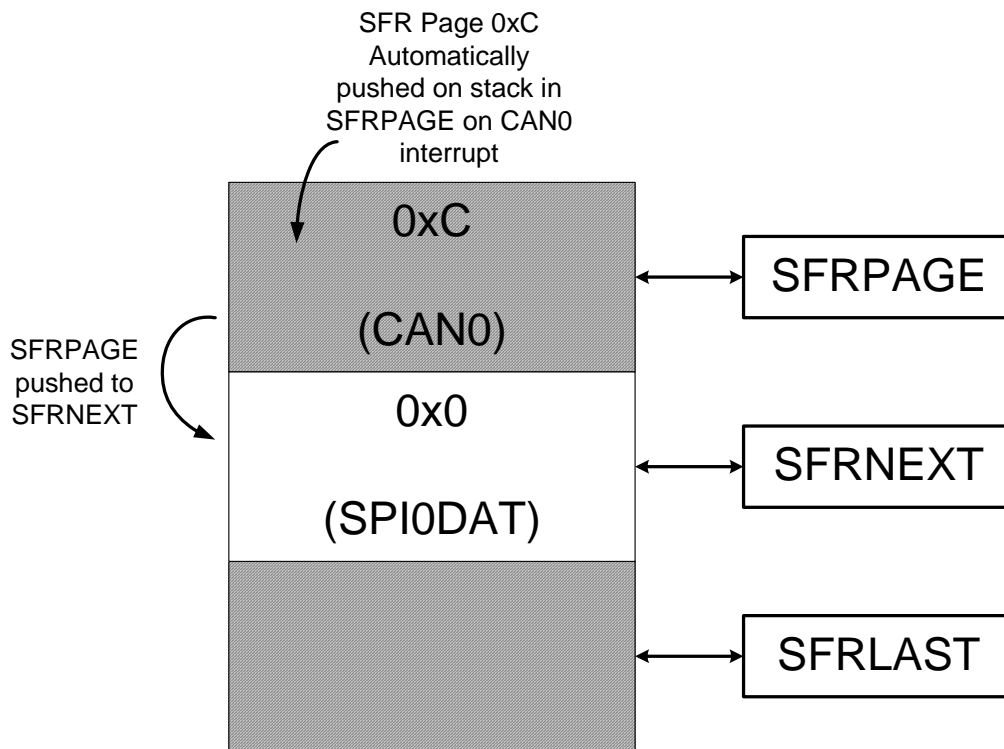 SFR Page 0xC
Automatically
pushed on stack in
SFRPAGE on CAN0
interrupt
0xC
(CAN0)
SFRPAGE
SFRPAGE
pushed to
SFRNEXT
0x0
(SPI0DAT)
SFRNEXT
SFRLAST